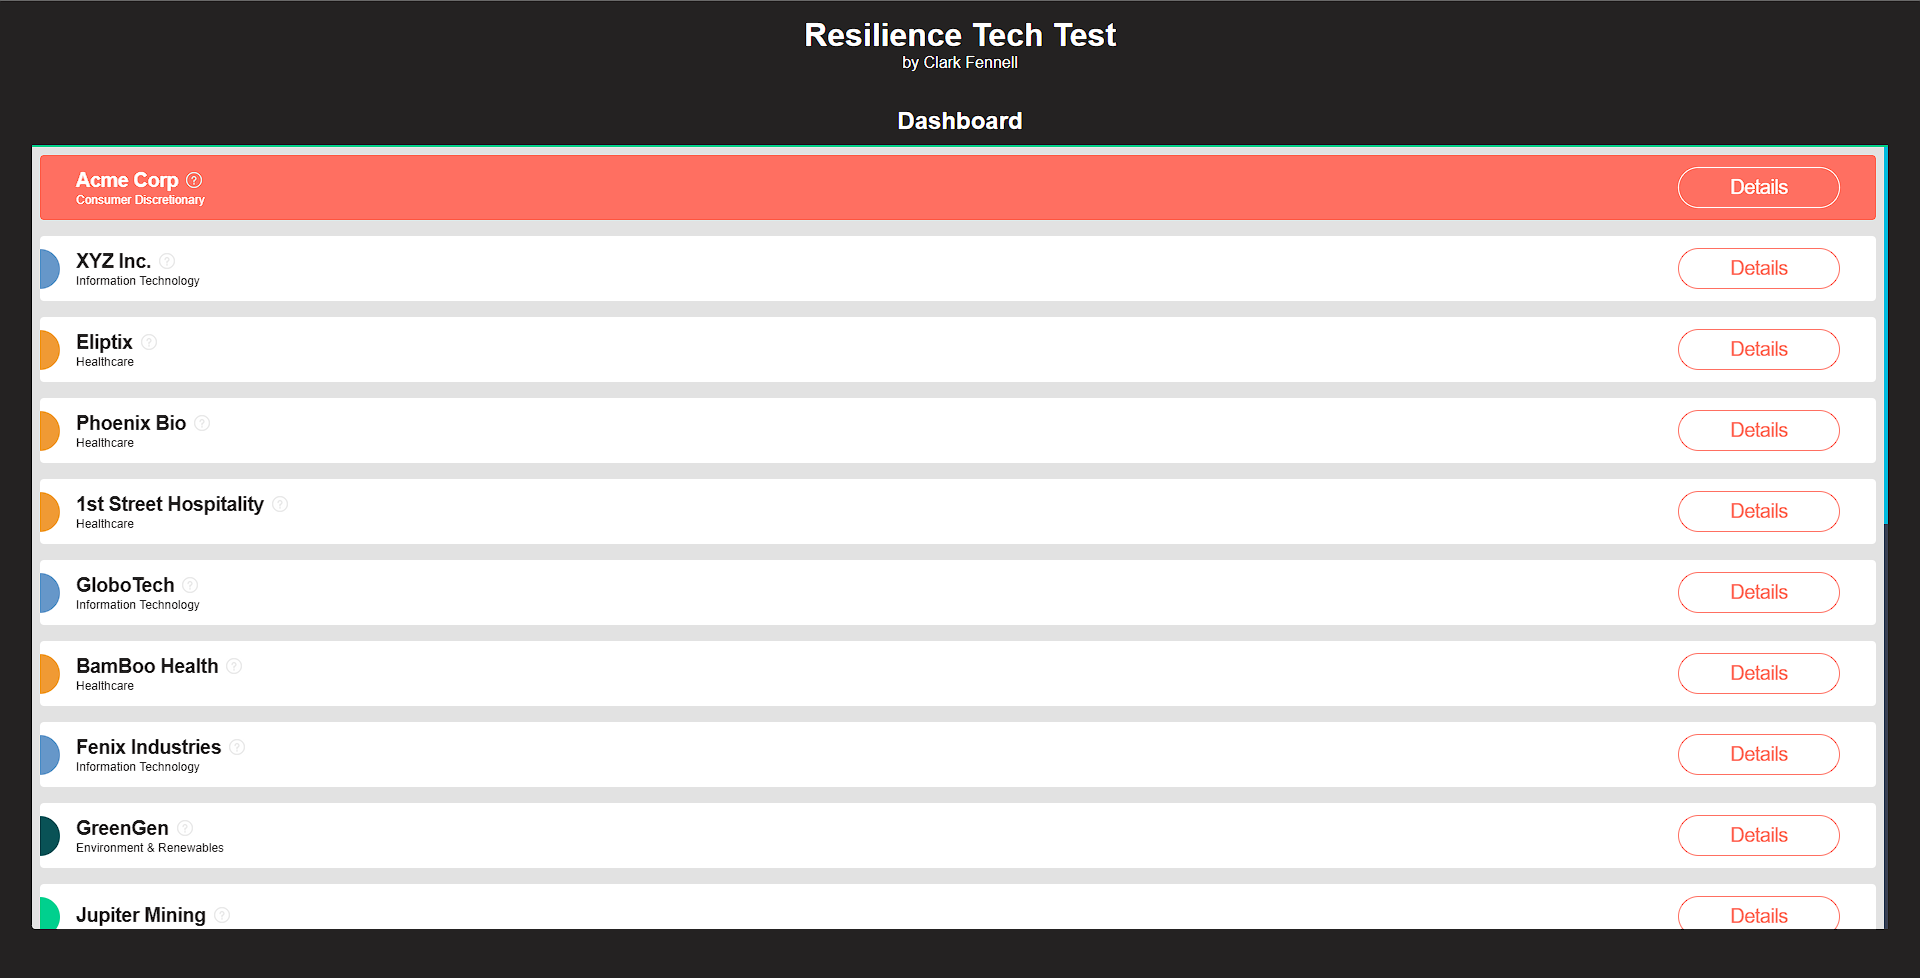 Resilience Tech Test
by Clark Fennell
Dashboard
Acme Corp ?
Consumer Discretionary
Details
XYZ Inc. ?
Information Technology
Details
Eliptix ?
Healthcare
Details
Phoenix Bio ?
Healthcare
Details
1st Street Hospitality ?
Healthcare
Details
GloboTech ?
Information Technology
Details
BamBoo Health ?
Healthcare
Details
Fenix Industries ?
Information Technology
Details
GreenGen ?
Environment & Renewables
Details
Jupiter Mining ?
Details